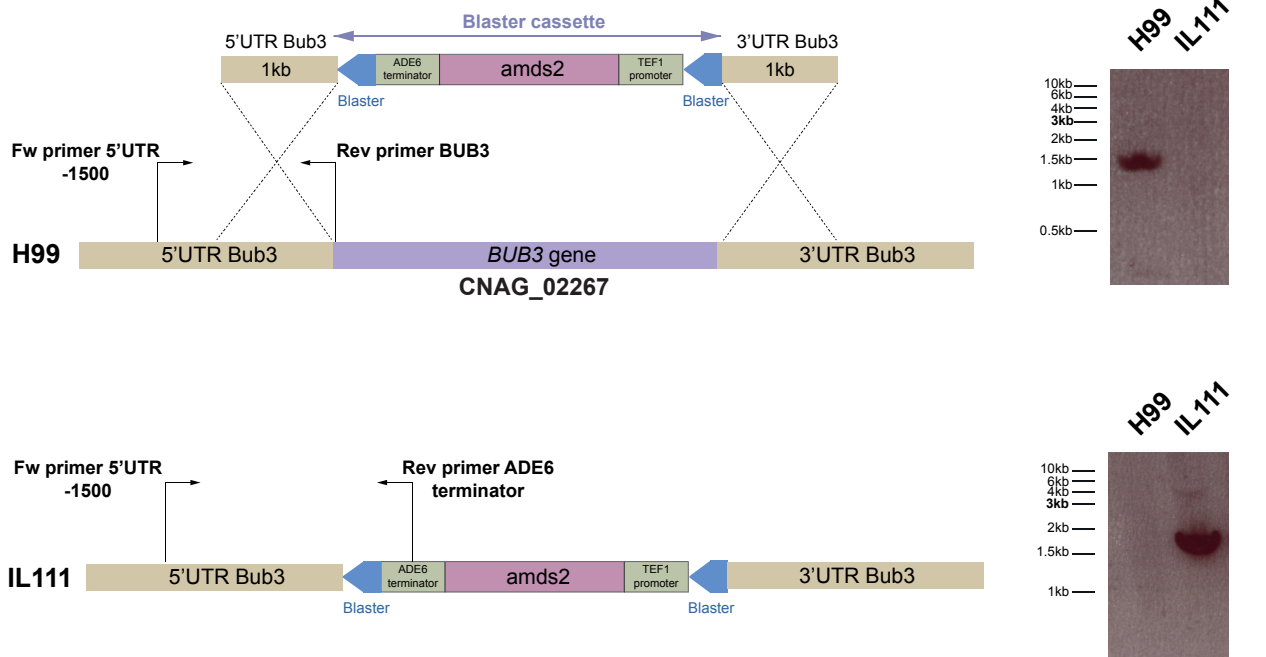 Blaster cassette
5'UTR Bub3
3'UTR Bub3
1kb
ADE6
terminator
amds2
TEF1
promoter
1kb
Blaster
Blaster
Fw primer 5'UTR
-1500
Rev primer BUB3
H99
5'UTR Bub3
BUB3 gene
3'UTR Bub3
CNAG_02267
H99
IL111
10kb
6kb
4kb
3kb
2kb
1.5kb
1kb
0.5kb
Fw primer 5'UTR
-1500
Rev primer ADE6
terminator
IL111
5'UTR Bub3
ADE6
terminator
amds2
TEF1
promoter
3'UTR Bub3
Blaster
Blaster
H99
IL111
10kb
6kb
4kb
3kb
2kb
1.5kb
1kb